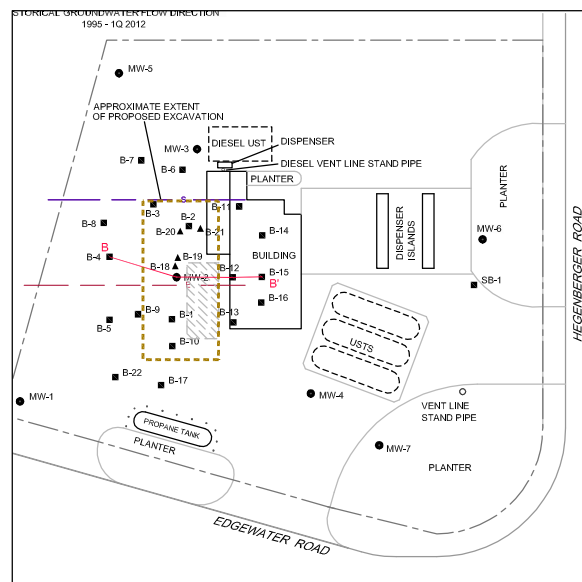 STORICAL GROUNDWATER FLOW DIRECTION
1995 - 1Q 2012
MW-5
APPROXIMATE EXTENT
OF PROPOSED EXCAVATION
MW-3
DIESEL UST
DISPENSER
DIESEL VENT LINE STAND PIPE
B-7
B-6
PLANTER
PLANTER
S
B-3
B-11
B-8
B-2
B-20
B-21
B-14
DISPENSER
ISLANDS
MW-6
B
B-4
BUILDING
B-19
B-18
MW-2
B-12
B-15
B'
SB-1
E
B-16
B-9
B-5
B-1
B-13
B-10
USTS
HEGENBERGER ROAD
B-22
B-17
MW-1
MW-4
VENT LINE
STAND PIPE
PROPANE TANK
PLANTER
MW-7
PLANTER
EDGEWATER ROAD